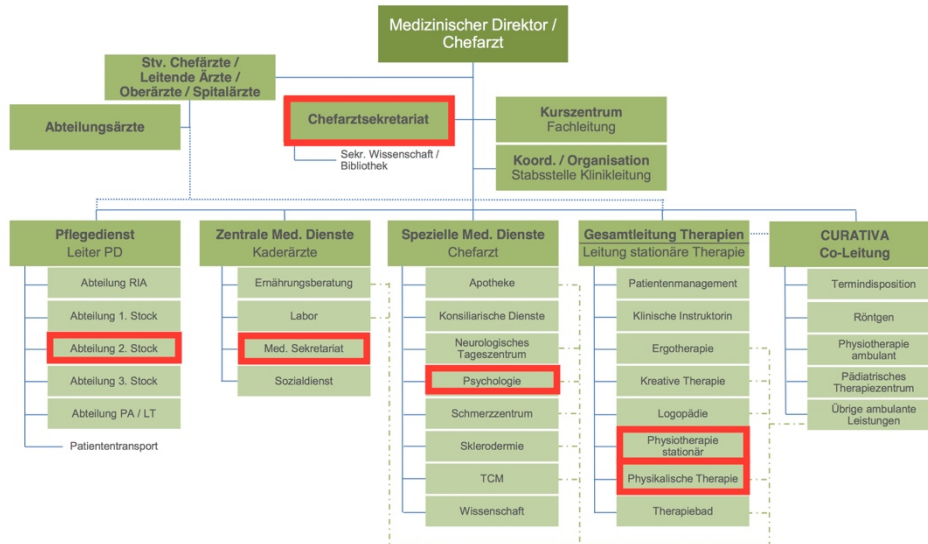 Medizinischer Direktor /
Chefarzt
Stv. Chefärzte /
Leitende Ärzte /
Oberärzte / Spitalärzte
Abteilungsärzte
Chefarztsekretariat
Sekr. Wissenschaft /
Bibliothek
Kurszentrum
Fachleitung
Koord. / Organisation
Stabsstelle Klinikleitung
Pflegedienst
Leiter PD
Abteilung RIA
Abteilung 1. Stock
Abteilung 2. Stock
Abteilung 3. Stock
Abteilung PA / LT
Patiententransport
Zentrale Med. Dienste
Kaderärzte
Ernährungsberatung
Labor
Med. Sekretariat
Sozialdienst
Spezielle Med. Dienste
Chefarzt
Apotheke
Konsiliarische Dienste
Neurologisches
Tageszentrum
Psychologie
Schmerzzentrum
Sklerodermie
TCM
Wissenschaft
Gesamtleitung Therapien
Leitung stationäre Therapie
Patientenmanagement
Klinische Instruktorin
Ergotherapie
Kreative Therapie
Logopädie
Physiotherapie
stationär
Physikalische Therapie
Therapiebad
CURATIVA
Co-Leitung
Termindisposition
Röntgen
Physiotherapie
ambulant
Pädiatrisches
Therapiezentrum
Übrige ambulante
Leistungen